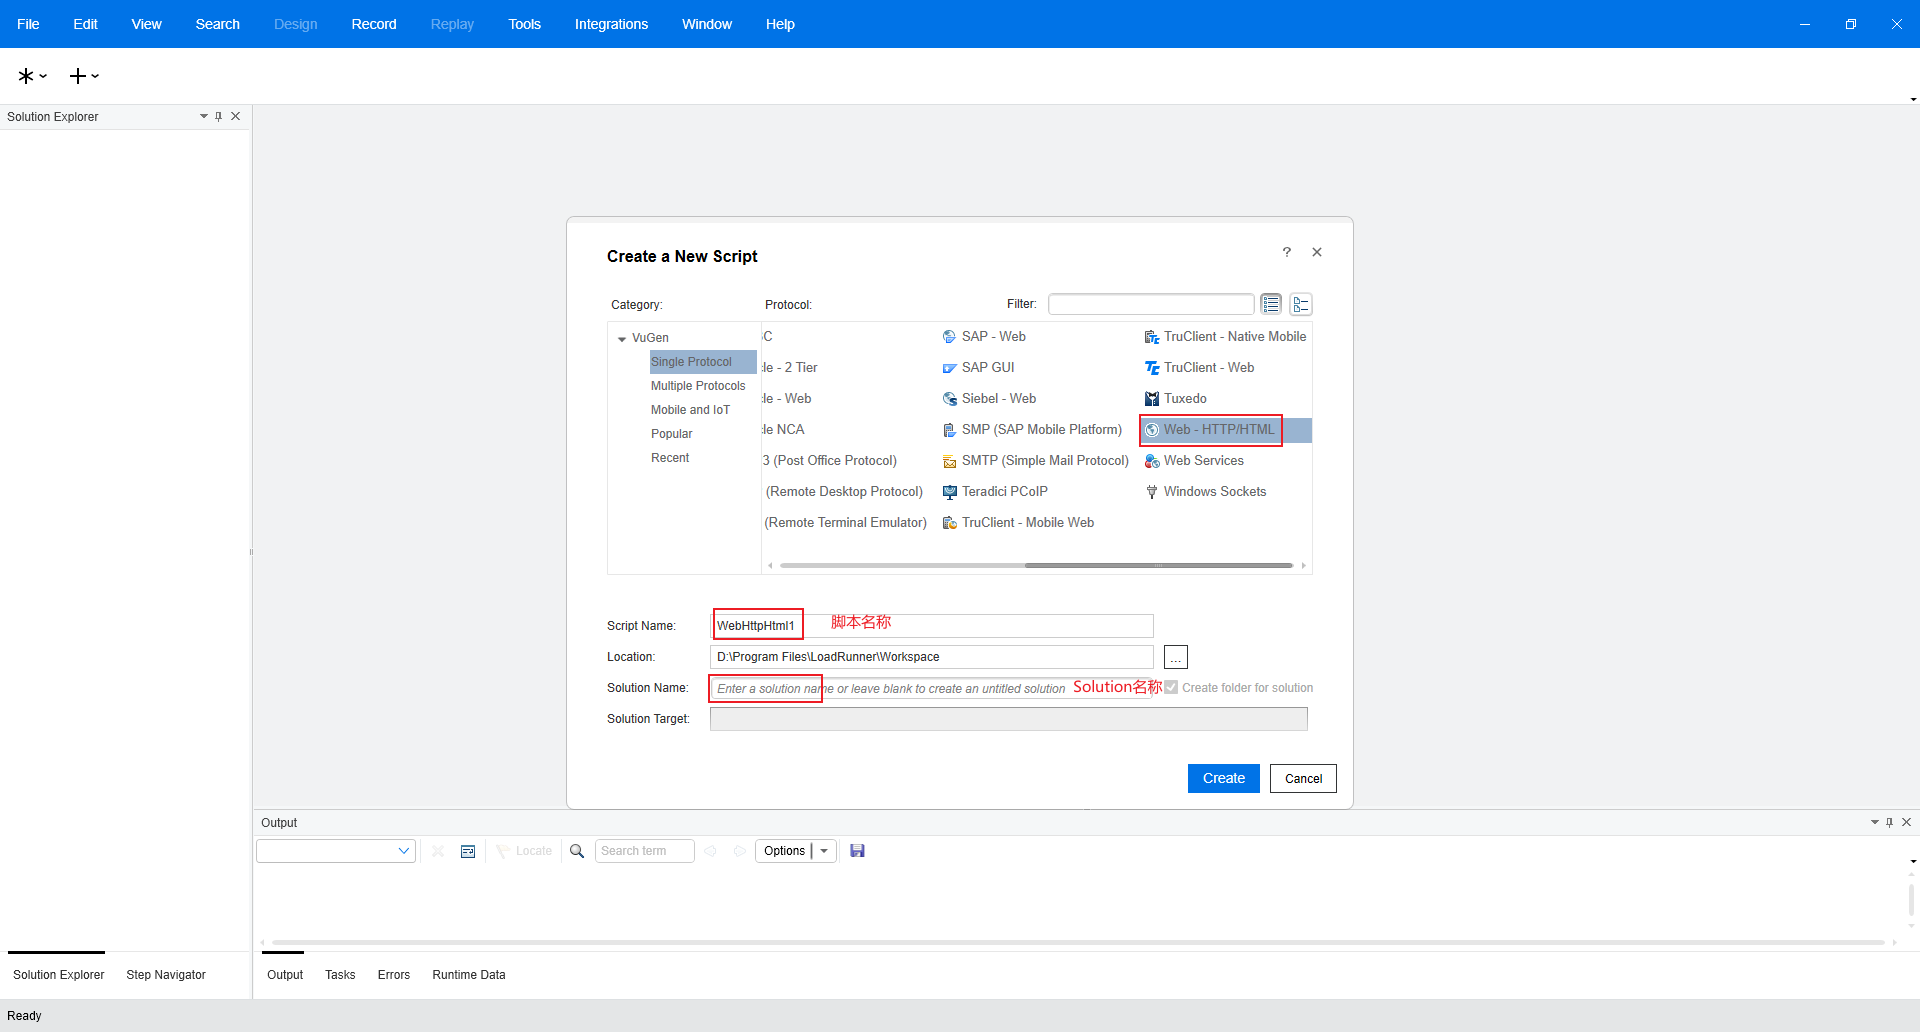 File Edit View Search Design Record Replay Tools Integrations Window Help
Solution Explorer
Create a New Script
?
Category: Protocol: Filter:
VuGen
Single Protocol
Multiple Protocols
Mobile and IoT
Popular
Recent
C
le - 2 Tier
le - Web
le NCA
3 (Post Office Protocol)
(Remote Desktop Protocol)
(Remote Terminal Emulator)
SAP - Web
SAP GUI
Siebel - Web
SMP (SAP Mobile Platform)
SMTP (Simple Mail Protocol)
Teradici PCoIP
TruClient - Mobile Web
TruClient - Native Mobile
TruClient - Web
Tuxedo
Web - HTTP/HTML
Web Services
Windows Sockets
Script Name: WebHttpHtml1 脚本名称
Location: D:\Program Files\LoadRunner\Workspace ...
Solution Name: Enter a solution name or leave blank to create an untitled solution Solution名称 Create folder for solution
Solution Target:
Create Cancel
Output
Locate Search term Options
Solution Explorer Step Navigator Output Tasks Errors Runtime Data
Ready